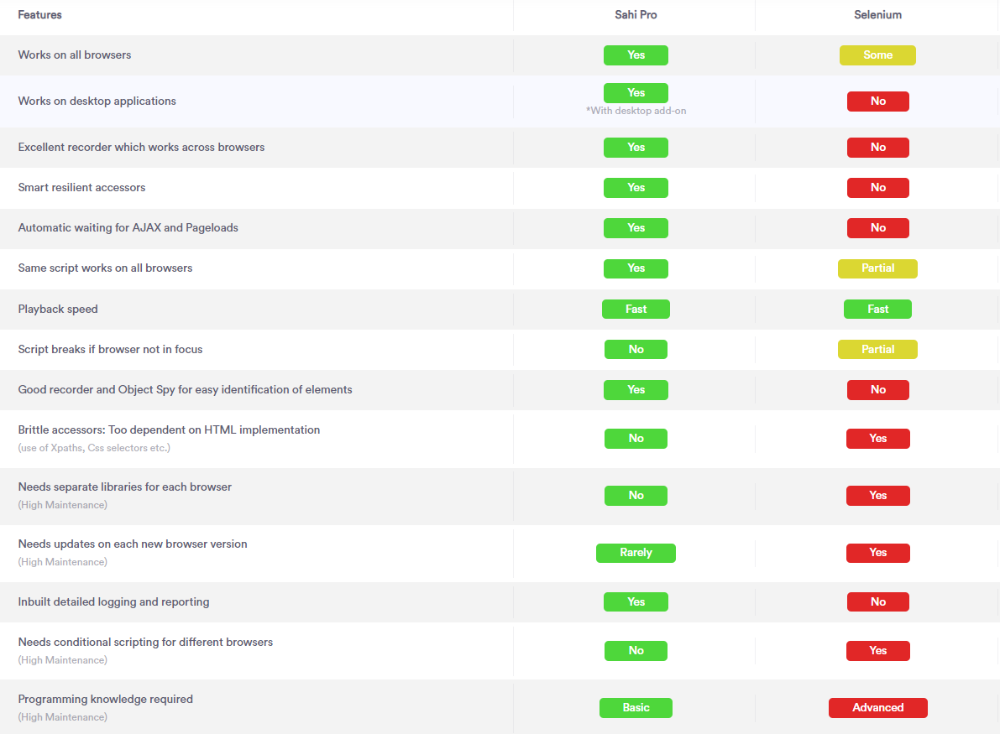 Features Sahi Pro Selenium
Works on all browsers Yes Some
Works on desktop applications Yes No
*With desktop add-on
Excellent recorder which works across browsers Yes No
Smart resilient accessors Yes No
Automatic waiting for AJAX and Pageloads Yes No
Same script works on all browsers Yes Partial
Playback speed Fast Fast
Script breaks if browser not in focus No Partial
Good recorder and Object Spy for easy identification of elements Yes No
Brittle accessors: Too dependent on HTML implementation No Yes
(use of Xpaths, Css selectors etc.)
Needs separate libraries for each browser No Yes
(High Maintenance)
Needs updates on each new browser version Rarely Yes
(High Maintenance)
Inbuilt detailed logging and reporting Yes No
Needs conditional scripting for different browsers No Yes
(High Maintenance)
Programming knowledge required Basic Advanced
(High Maintenance)